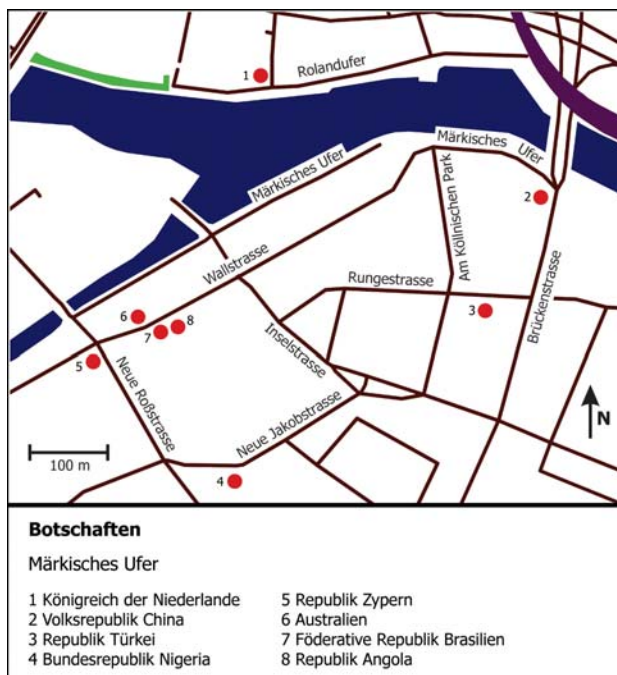 1
Rolandufer
Märkisches Ufer
Märkisches Ufer
Am Köllnischen Park
2
Wallstrasse
Rungestrasse
Brückenstrasse
6
7
8
3
Inselstrasse
5
Neue Roßstrasse
Neue Jakobstrasse
N
100 m
4
Botschaften
Märkisches Ufer
1 Königreich der Niederlande
2 Volksrepublik China
3 Republik Türkei
4 Bundesrepublik Nigeria
5 Republik Zypern
6 Australien
7 Föderative Republik Brasilien
8 Republik Angola